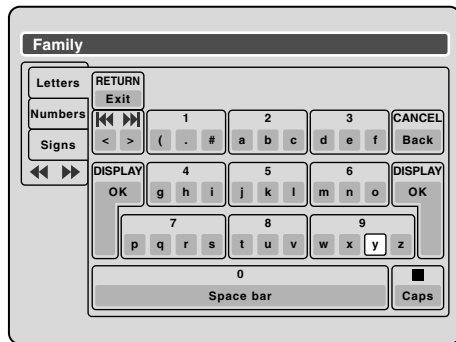 Family
Letters
Numbers
Signs
RETURN
Exit
1 2 3 CANCEL
< > ( . # a b c d e f Back
DISPLAY 4 5 6 DISPLAY
OK g h i j k l m n o OK
7 8 9
p q r s t u v w x y z
0
Space bar Caps